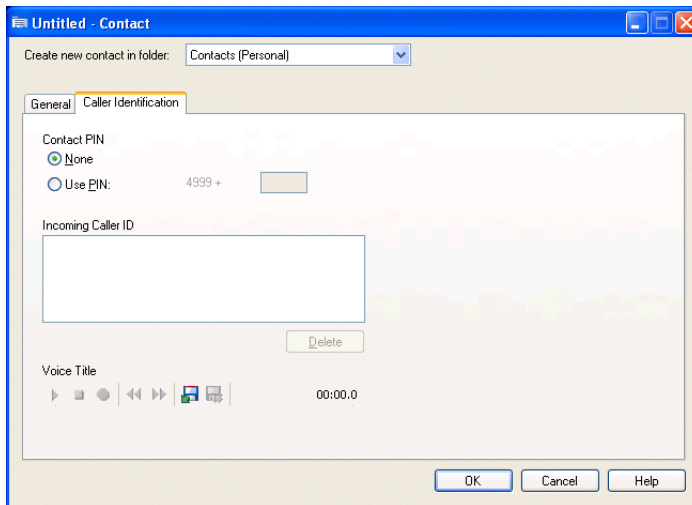 Untitled - Contact
Create new contact in folder: Contacts (Personal)
General Caller Identification
Contact PIN
None
Use PIN: 4999 +
Incoming Caller ID
Delete
Voice Title
00:00.0
OK Cancel Help